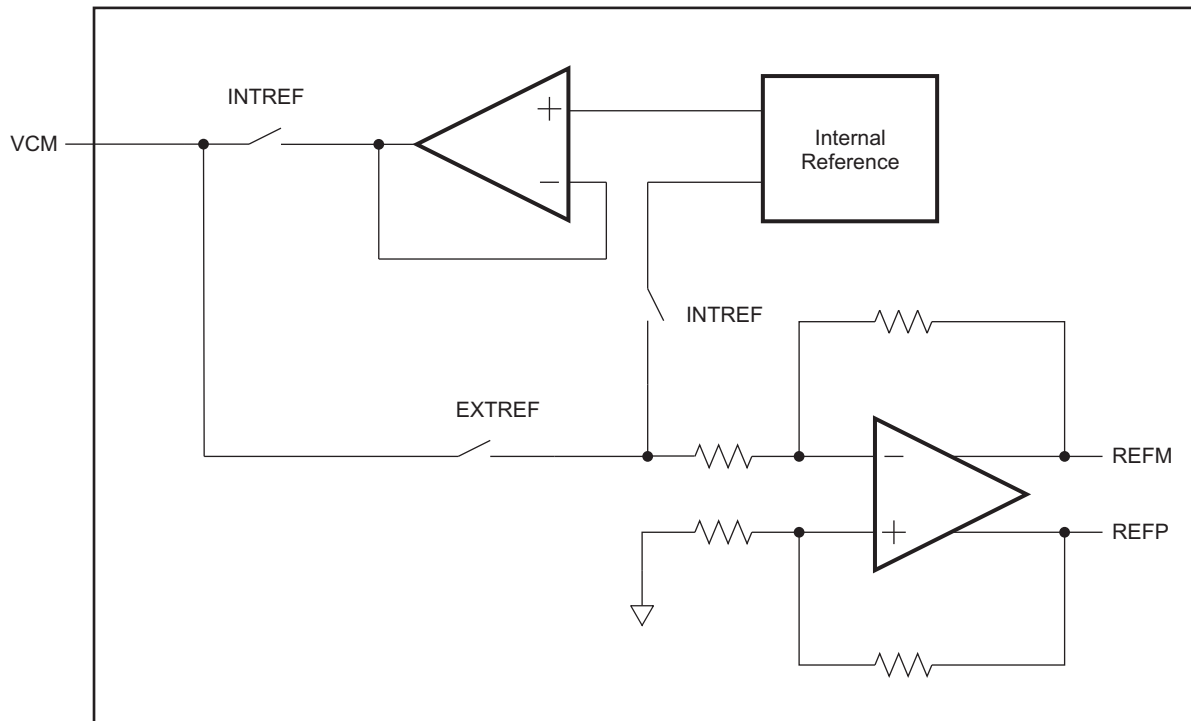 INTREF
VCM
+
−
Internal
Reference
INTREF
EXTREF
−
+
REFM
REFP